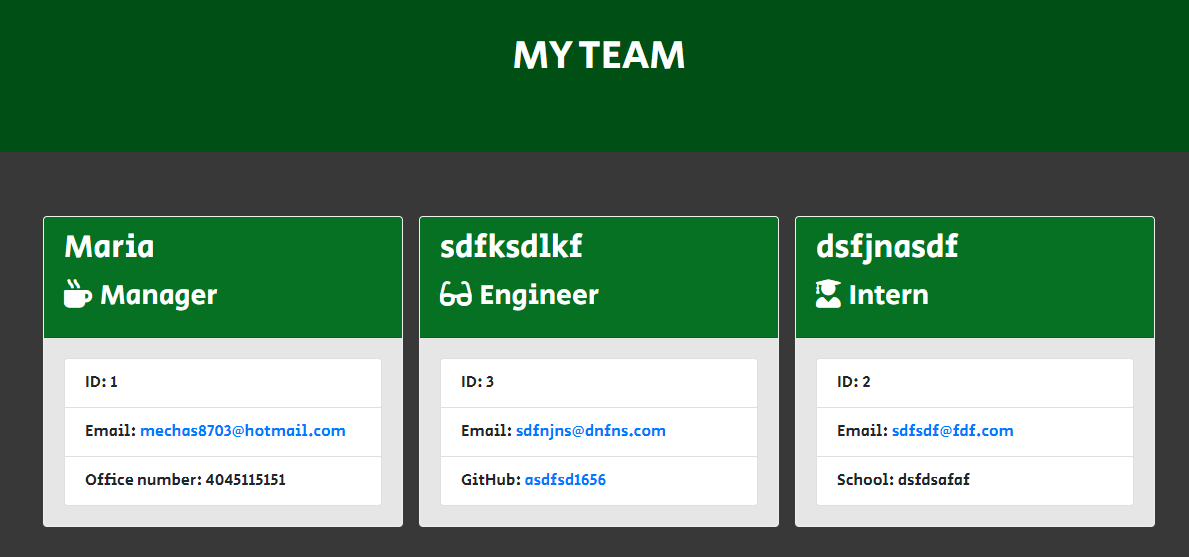 MY TEAM
Maria
Manager
ID: 1
Email: mechas8703@hotmail.com
Office number: 4045115151
sdfksdlkf
Engineer
ID: 3
Email: sdfnjns@dnfns.com
GitHub: asdfsd1656
dsfjnasdf
Intern
ID: 2
Email: sdfsdf@fdf.com
School: dsfdsafaf